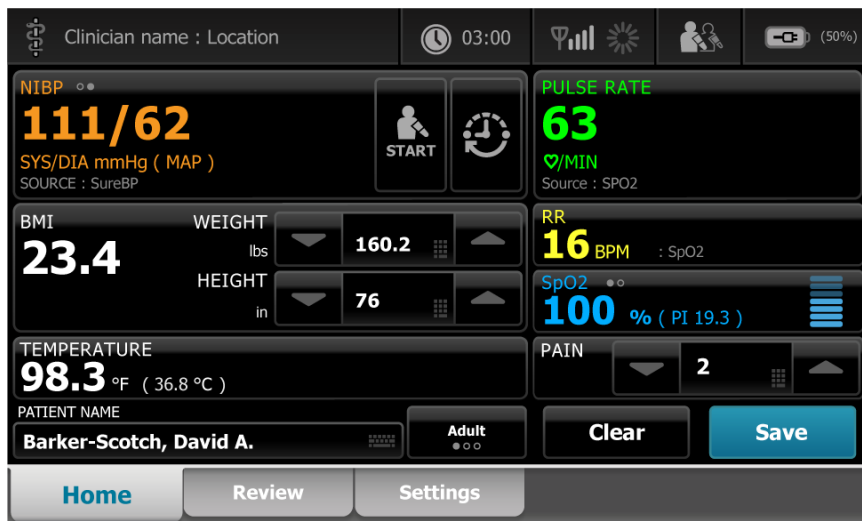 Clinician name : Location
03:00
(50%)
NIBP
111/62
SYS/DIA mmHg ( MAP )
SOURCE : SureBP
START
PULSE RATE
63
/MIN
Source : SPO2
BMI
23.4
WEIGHT
lbs
160.2
HEIGHT
in
76
RR
16 BPM : SpO2
SpO2
100 % ( PI 19.3 )
TEMPERATURE
98.3 °F ( 36.8 °C )
PAIN
2
PATIENT NAME
Barker-Scotch, David A.
Adult
Clear
Save
Home
Review
Settings